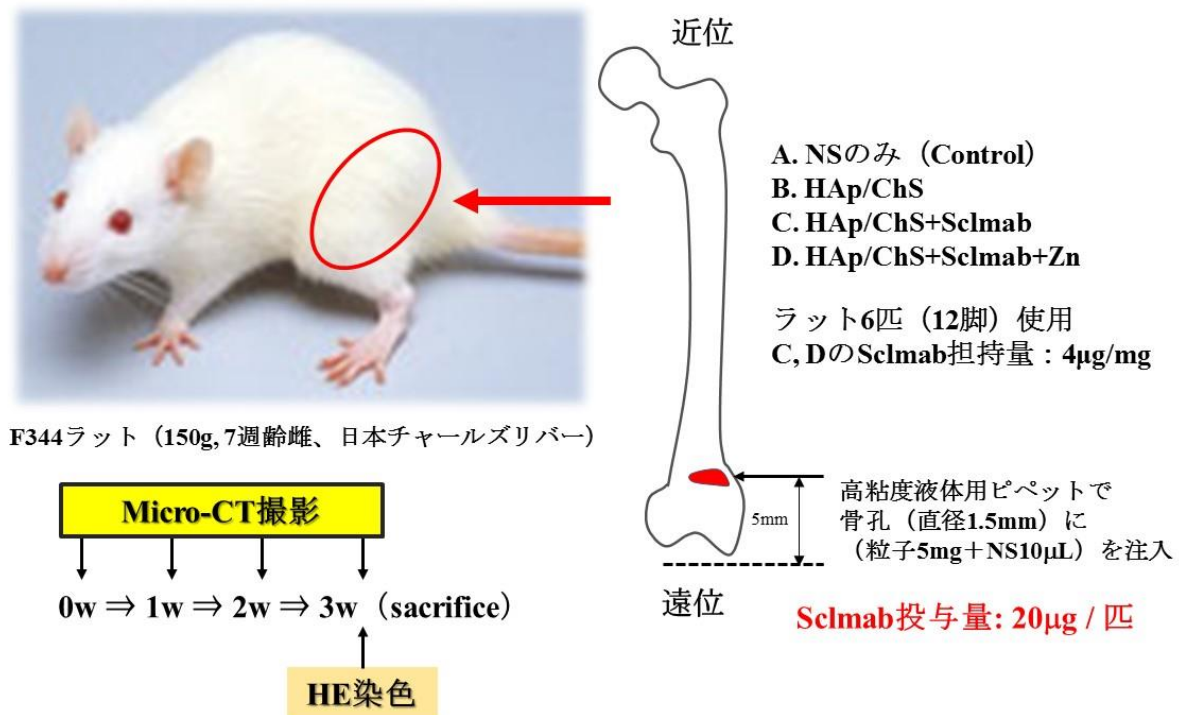 近位
A. NSのみ（Control）
B. HAp/ChS
C. HAp/ChS+Sclmab
D. HAp/ChS+Sclmab+Zn
ラット6匹（12脚）使用
C, DのSclmab担持量：4μg/mg
F344ラット（150g, 7週齢雌、日本チャールズリバー）
Micro-CT撮影
0w ⇒ 1w ⇒ 2w ⇒ 3w（sacrifice）
HE染色
5mm
高粘度液体用ピペットで
骨孔（直径1.5mm）に
（粒子5mg＋NS10μL）を注入
遠位
Sclmab投与量: 20μg / 匹